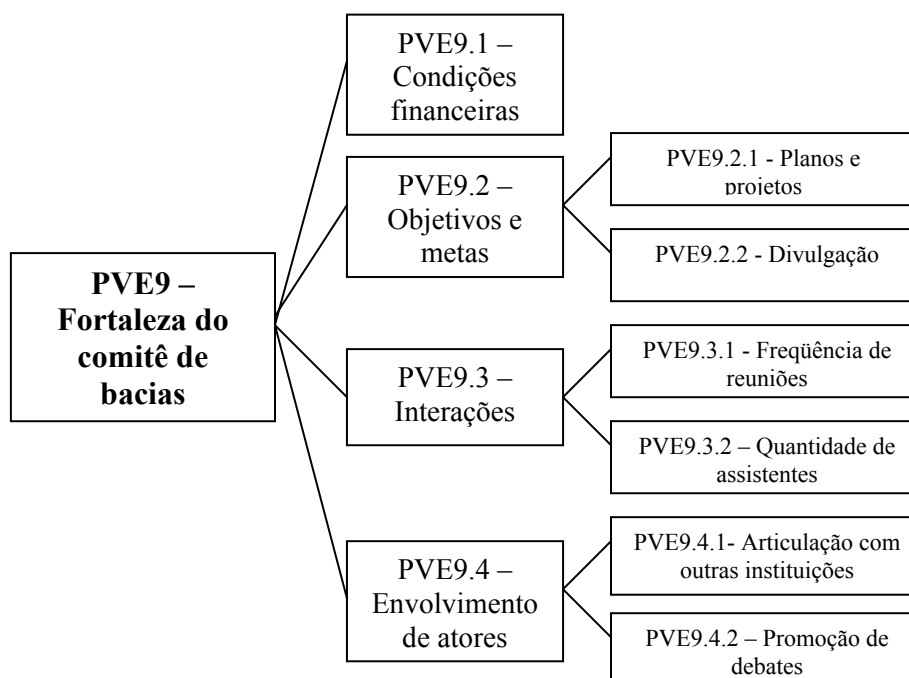 PVE9 –
Fortaleza do
comitê de
bacias
PVE9.1 –
Condições
financeiras
PVE9.2 –
Objetivos e
metas
PVE9.2.1 - Planos e
projetos
PVE9.2.2 - Divulgação
PVE9.3 –
Interações
PVE9.3.1 - Freqüência de
reuniões
PVE9.3.2 – Quantidade de
assistentes
PVE9.4 –
Envolvimento
de atores
PVE9.4.1- Articulação com
outras instituições
PVE9.4.2 – Promoção de
debates